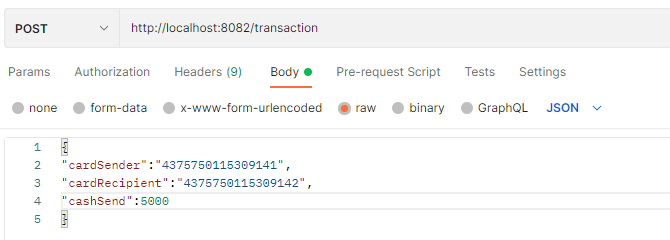 POST http://localhost:8082/transaction
Params Authorization Headers (9) Body Pre-request Script Tests Settings
none form-data x-www-form-urlencoded raw binary GraphQL JSON
1 {
2 "cardSender":"4375750115309141",
3 "cardRecipient":"4375750115309142",
4 "cashSend":5000
5 }